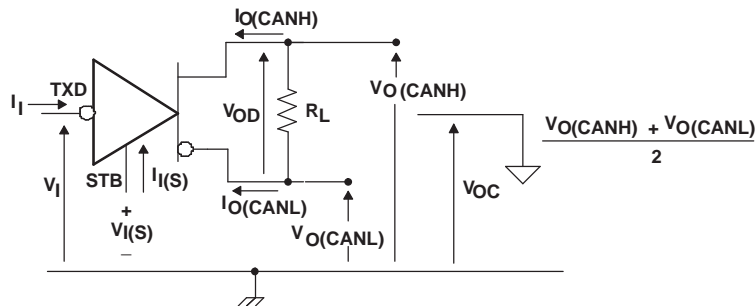 IO(CANH)
TXD
II
VOD
RL
VO(CANH)
VO(CANH) + VO(CANL)
2
VI
STB
II(S)
+
VI(S)
–
IO(CANL)
VO(CANL)
VOC